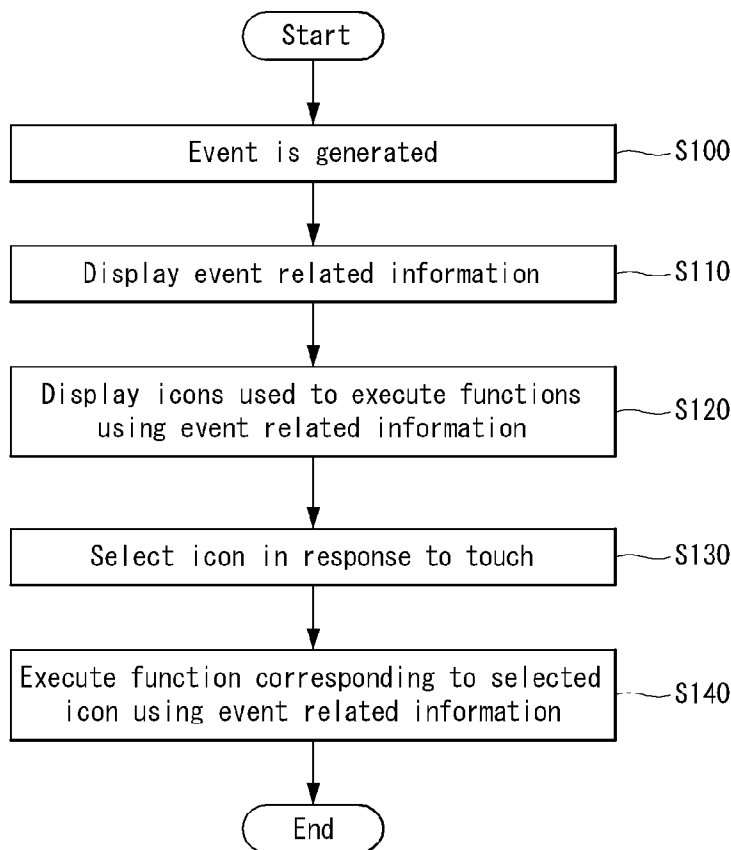 Start
Event is generated
S100
Display event related information
S110
Display icons used to execute functions
using event related information
S120
Select icon in response to touch
S130
Execute function corresponding to selected
icon using event related information
S140
End